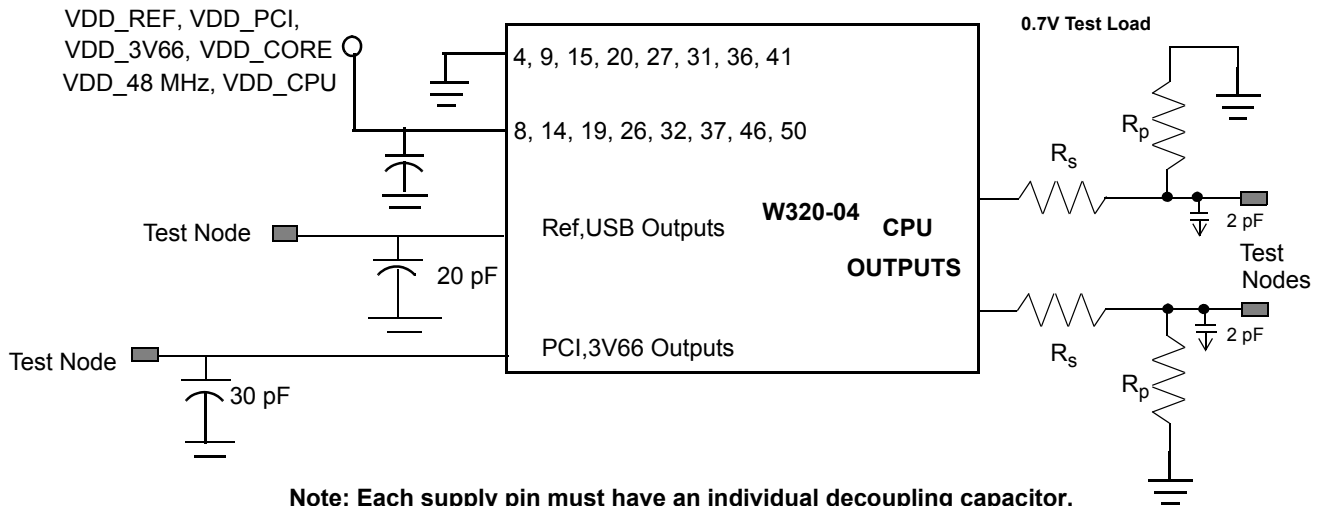 VDD_REF, VDD_PCI,
VDD_3V66, VDD_CORE
VDD_48 MHz, VDD_CPU
4, 9, 15, 20, 27, 31, 36, 41
8, 14, 19, 26, 32, 37, 46, 50
0.7V Test Load
Rp
Rs
2 pF
Test Node
Ref,USB Outputs
20 pF
W320-04
CPU
OUTPUTS
Test
Nodes
2 pF
Rs
Rp
Test Node
PCI,3V66 Outputs
30 pF
Note: Each supply pin must have an individual decoupling capacitor.